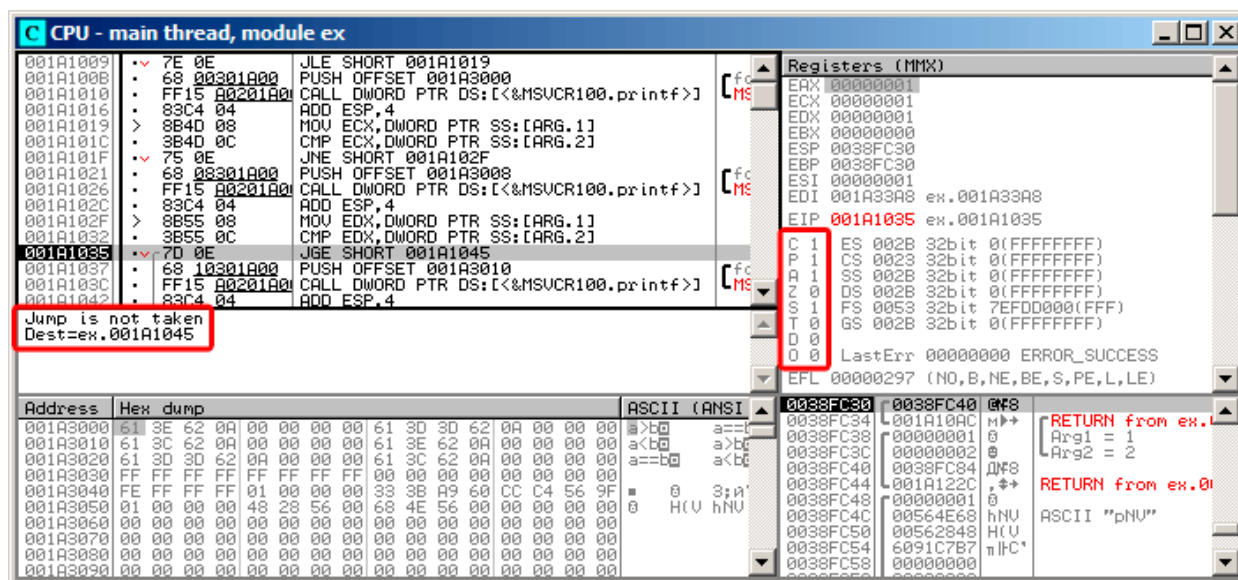 C CPU - main thread, module ex
001A1009 7E 0E JLE SHORT 001A1019
001A100B 68 00301A00 PUSH OFFSET 001A3000
001A1010 FF15 A0201A0 CALL DWORD PTR DS:[<&MSVCR100.printf>]
001A1016 83C4 04 ADD ESP,4
001A1019 > 8B4D 08 MOV ECX,DWORD PTR SS:[ARG.1]
001A101C 3B4D 0C CMP ECX,DWORD PTR SS:[ARG.2]
001A101F 75 0E JNE SHORT 001A102F
001A1021 68 08301A00 PUSH OFFSET 001A3008
001A1026 FF15 A0201A0 CALL DWORD PTR DS:[<&MSVCR100.printf>]
001A102C 83C4 04 ADD ESP,4
001A102F > 8B55 08 MOV EDX,DWORD PTR SS:[ARG.1]
001A1032 3B55 0C CMP EDX,DWORD PTR SS:[ARG.2]
001A1035 7D 0E JGE SHORT 001A1045
001A1037 68 10301A00 PUSH OFFSET 001A3010
001A103C FF15 A0201A0 CALL DWORD PTR DS:[<&MSVCR100.printf>]
001A1042 83C4 04 ADD ESP,4
Jump is not taken
Dest=ex.001A1045
Registers (MMX)
EAX 00000001
ECX 00000001
EDX 00000001
EBX 00000000
ESP 0038FC30
EBP 0038FC30
ESI 00000001
EDI 001A33A8 ex.001A33A8
EIP 001A1035 ex.001A1035
C 1 ES 002B 32bit 0(FFFFFFFF)
P 1 CS 0023 32bit 0(FFFFFFFF)
A 1 SS 002B 32bit 0(FFFFFFFF)
Z 0 DS 002B 32bit 0(FFFFFFFF)
S 1 FS 0053 32bit 7EFDD000(FFF)
T 0 GS 002B 32bit 0(FFFFFFFF)
D 0
O 0 LastErr 00000000 ERROR_SUCCESS
EFL 00000297 (NO,B,NE,BE,S,PE,L,LE)
Address Hex dump ASCII (ANSI
001A3000 61 3E 62 0A 00 00 00 00 61 3D 3D 62 0A 00 00 00 a>b a==b
001A3010 61 3C 62 0A 00 00 00 00 61 3E 62 0A 00 00 00 00 a<b a>b
001A3020 61 3D 3D 62 0A 00 00 00 61 3C 62 0A 00 00 00 00 a==b a<b
001A3030 FF FF FF FF FF FF FF FF 00 00 00 00 00 00 00 00
001A3040 FE FF FF FF 01 00 00 00 33 3B A9 60 CC C4 56 9F
001A3050 01 00 00 00 48 28 56 00 68 4E 56 00 00 00 00 00 H(V hNV
001A3060 00 00 00 00 00 00 00 00 00 00 00 00 00 00 00 00
001A3070 00 00 00 00 00 00 00 00 00 00 00 00 00 00 00 00
001A3080 00 00 00 00 00 00 00 00 00 00 00 00 00 00 00 00
001A3090 00 00 00 00 00 00 00 00 00 00 00 00 00 00 00 00
0038FC30 0038FC40
0038FC34 001A10AC RETURN from ex.
0038FC38 00000001 Arg1 = 1
0038FC3C 00000002 Arg2 = 2
0038FC40 0038FC84
0038FC44 001A122C RETURN from ex.0
0038FC48 00000001
0038FC4C 00564E68 hNV ASCII "pNV"
0038FC50 00562848 H(V
0038FC54 6091C7B7
0038FC58 00000000